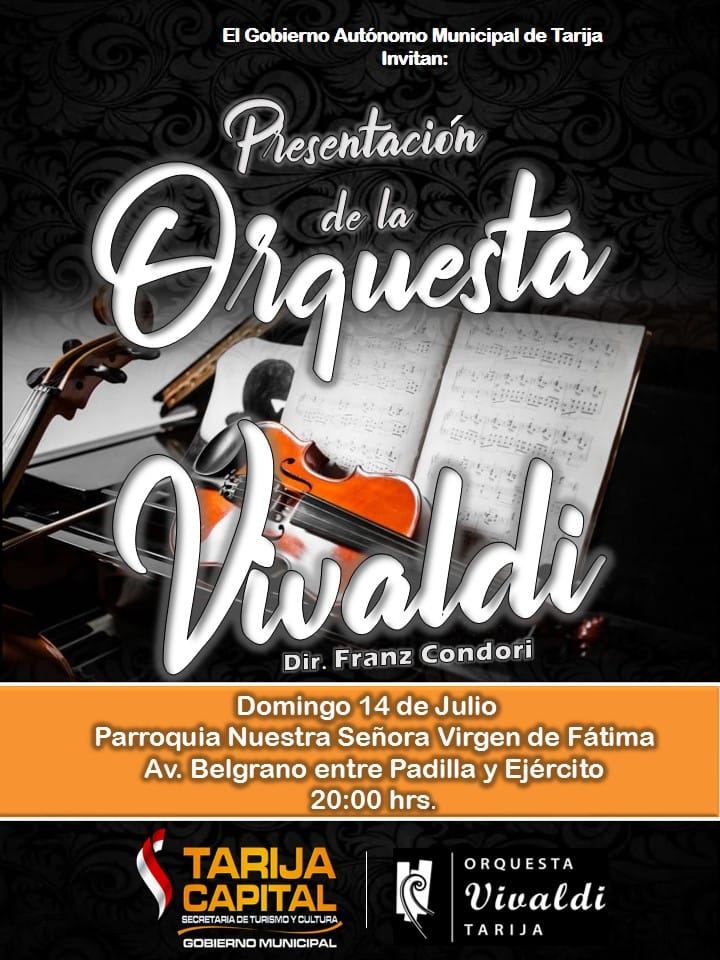 El Gobierno Autónomo Municipal de Tarija
Invitan:
Presentación
de la
Orquesta
Vivaldi
Dir. Franz Condori
Domingo 14 de Julio
Parroquia Nuestra Señora Virgen de Fátima
Av. Belgrano entre Padilla y Ejército
20:00 hrs.
TARIJA
CAPITAL
SECRETARIA DE TURISMO Y CULTURA
GOBIERNO MUNICIPAL
ORQUESTA
Vivaldi
TARIJA